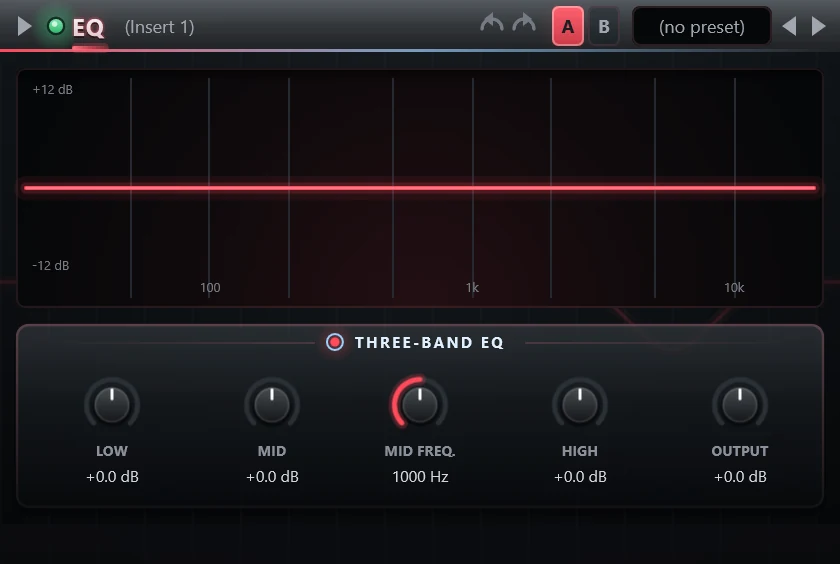 EQ (Insert 1) A B (no preset)
+12 dB
-12 dB
100 1k 10k
THREE-BAND EQ
LOW MID MID FREQ. HIGH OUTPUT
+0.0 dB +0.0 dB 1000 Hz +0.0 dB +0.0 dB